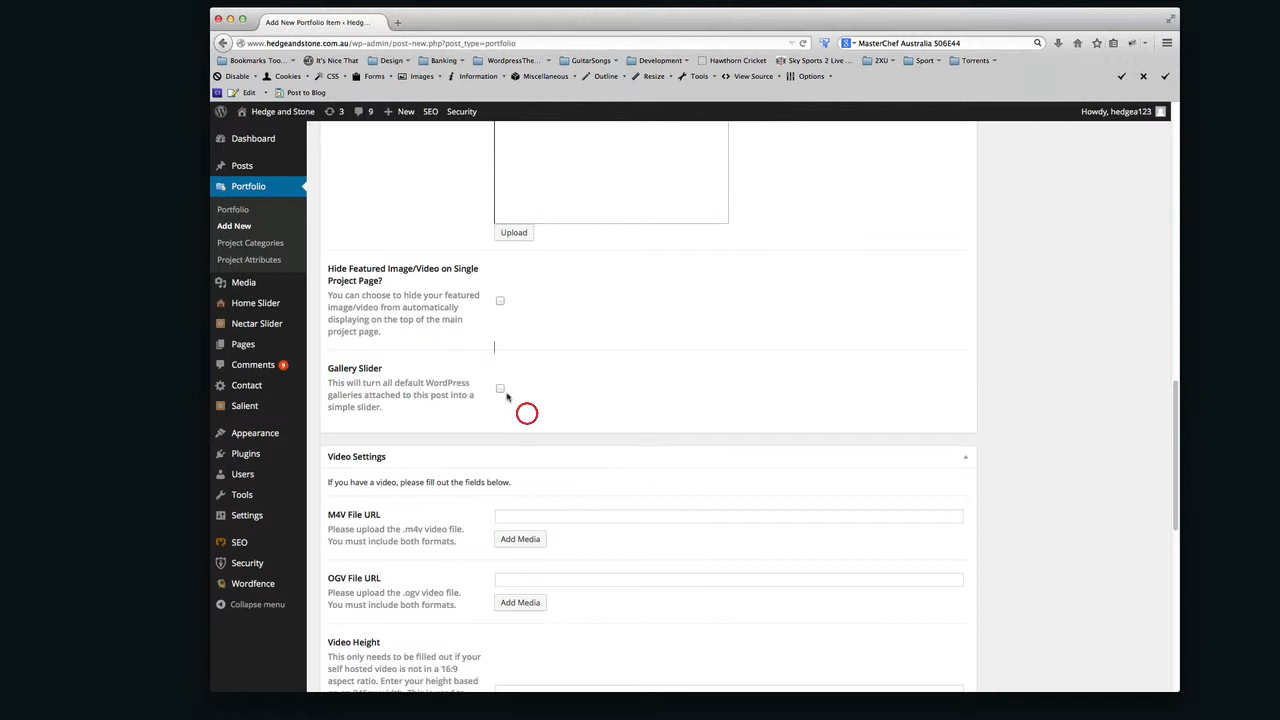 Add New Portfolio Item ‹ Hedg...
www.hedgeandstone.com.au/wp-admin/post-new.php?post_type=portfolio
MasterChef Australia S06E44
Bookmarks Too...
It's Nice That
Design
Banking
WordpressThe...
GuitarSongs
Development
Hawthorn Cricket
Sky Sports 2 Live ...
2XU
Sport
Torrents
Disable
Cookies
CSS
Forms
Images
Information
Miscellaneous
Outline
Resize
Tools
View Source
Options
Edit
Post to Blog
Hedge and Stone
3
9
New
SEO
Security
Howdy, hedgea123
Dashboard
Posts
Portfolio
Portfolio
Add New
Project Categories
Project Attributes
Media
Home Slider
Nectar Slider
Pages
Comments 9
Contact
Salient
Appearance
Plugins
Users
Tools
Settings
SEO
Security
Wordfence
Collapse menu
Upload
Hide Featured Image/Video on Single
Project Page?
You can choose to hide your featured
image/video from automatically
displaying on the top of the main
project page.
Gallery Slider
This will turn all default WordPress
galleries attached to this post into a
simple slider.
Video Settings
If you have a video, please fill out the fields below.
M4V File URL
Please upload the .m4v video file.
You must include both formats.
Add Media
OGV File URL
Please upload the .ogv video file.
You must include both formats.
Add Media
Video Height
This only needs to be filled out if your
self hosted video is not in a 16:9
aspect ratio. Enter your height based